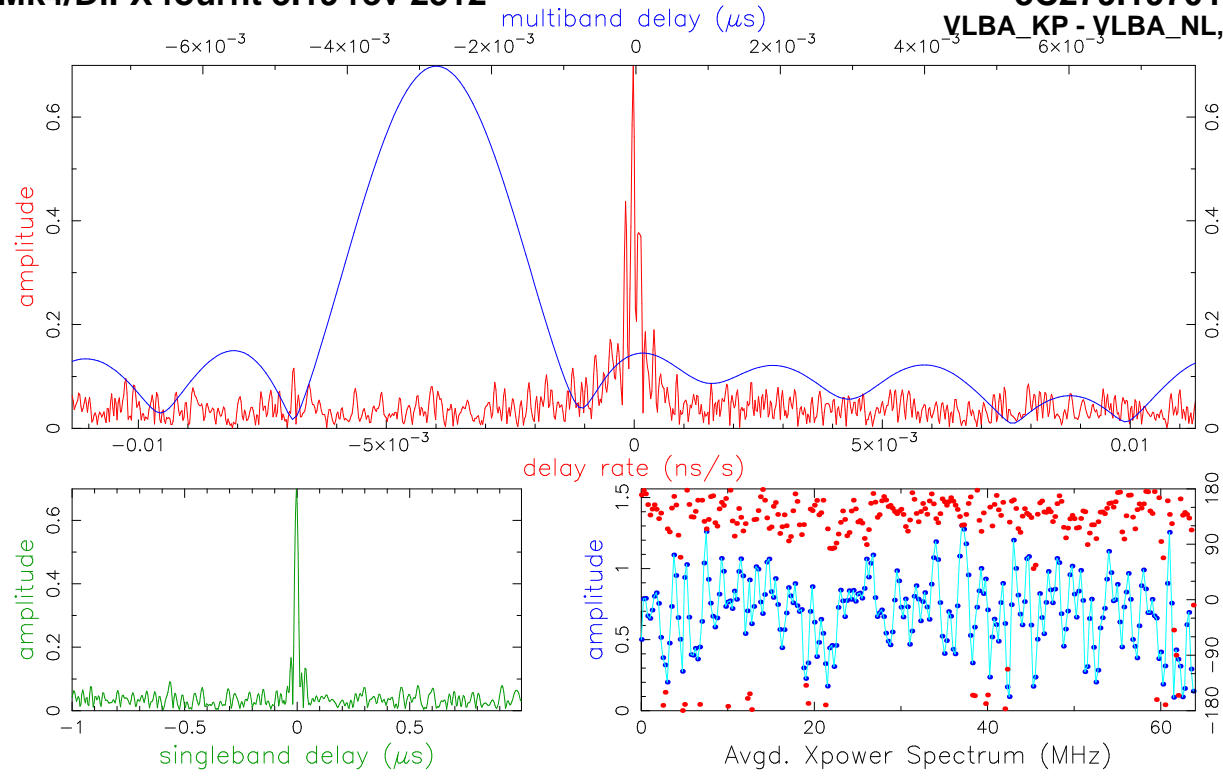 multiband delay (μs)
VLBA_KP - VLBA_NL,
−6×10⁻³ −4×10⁻³ −2×10⁻³ 0 2×10⁻³ 4×10⁻³ 6×10⁻³
amplitude
0 0.2 0.4 0.6
0 0.2 0.4 0.6
−0.01 −5×10⁻³ 0 5×10⁻³ 0.01
delay rate (ns/s)
amplitude
0 0.2 0.4 0.6
−1 −0.5 0 0.5
singleband delay (μs)
amplitude
0 0.5 1 1.5
−180 −90 0 90 180
0 20 40 60
Avgd. Xpower Spectrum (MHz)